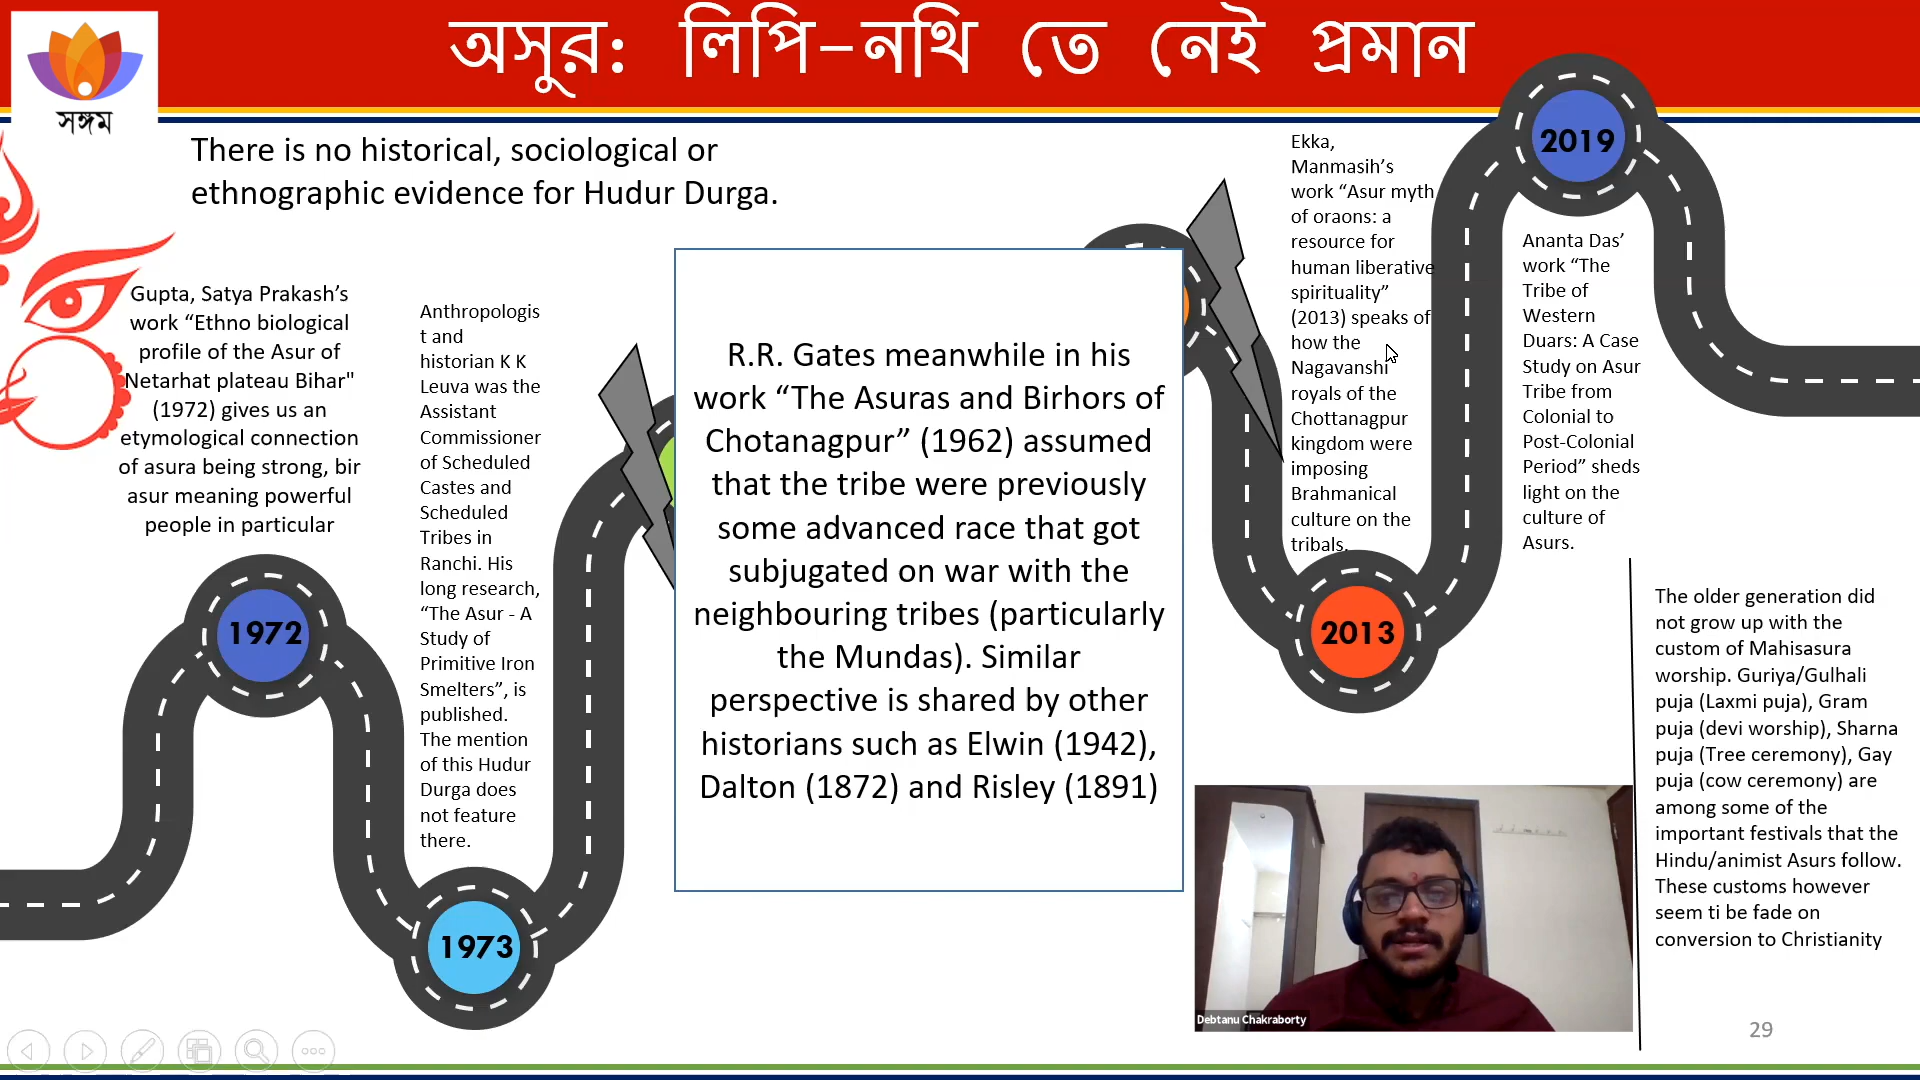 অসুর: লিপি-নথি তে নেই প্রমান
সঙ্গম
There is no historical, sociological or
ethnographic evidence for Hudur Durga.
Gupta, Satya Prakash’s
work “Ethno biological
profile of the Asur of
Netarhat plateau Bihar"
(1972) gives us an
etymological connection
of asura being strong, bir
asur meaning powerful
people in particular
1972
Anthropologis
t and
historian K K
Leuva was the
Assistant
Commissioner
of Scheduled
Castes and
Scheduled
Tribes in
Ranchi. His
long research,
“The Asur - A
Study of
Primitive Iron
Smelters”, is
published.
The mention
of this Hudur
Durga does
not feature
there.
1973
R.R. Gates meanwhile in his
work “The Asuras and Birhors of
Chotanagpur” (1962) assumed
that the tribe were previously
some advanced race that got
subjugated on war with the
neighbouring tribes (particularly
the Mundas). Similar
perspective is shared by other
historians such as Elwin (1942),
Dalton (1872) and Risley (1891)
Ekka,
Manmasih’s
work “Asur myth
of oraons: a
resource for
human liberative
spirituality”
(2013) speaks of
how the
Nagavanshi
royals of the
Chottanagpur
kingdom were
imposing
Brahmanical
culture on the
tribals.
2013
2019
Ananta Das’
work “The
Tribe of
Western
Duars: A Case
Study on Asur
Tribe from
Colonial to
Post-Colonial
Period” sheds
light on the
culture of
Asurs.
The older generation did
not grow up with the
custom of Mahisasura
worship. Guriya/Gulhali
puja (Laxmi puja), Gram
puja (devi worship), Sharna
puja (Tree ceremony), Gay
puja (cow ceremony) are
among some of the
important festivals that the
Hindu/animist Asurs follow.
These customs however
seem ti be fade on
conversion to Christianity
Debtanu Chakraborty
29